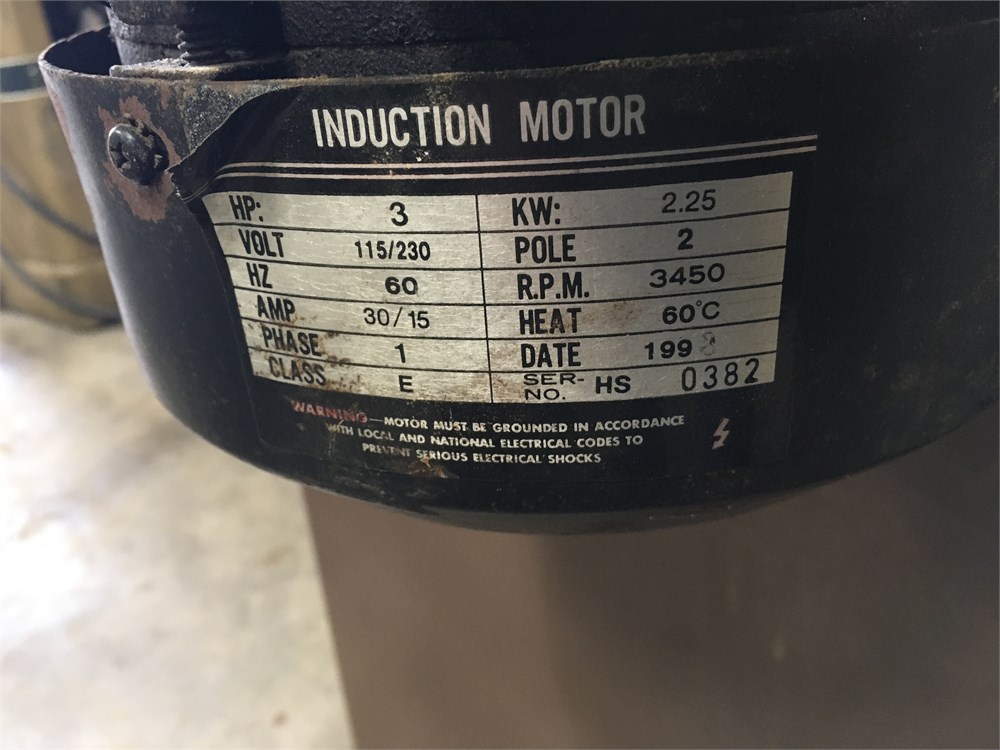 INDUCTION MOTOR
HP: 3 KW: 2.25
VOLT 115/230 POLE 2
HZ 60 R.P.M. 3450
AMP 30/15 HEAT 60°C
PHASE 1 DATE 199
CLASS E SER-NO. HS 0382
WARNING—MOTOR MUST BE GROUNDED IN ACCORDANCE
WITH LOCAL AND NATIONAL ELECTRICAL CODES TO
PREVENT SERIOUS ELECTRICAL SHOCKS